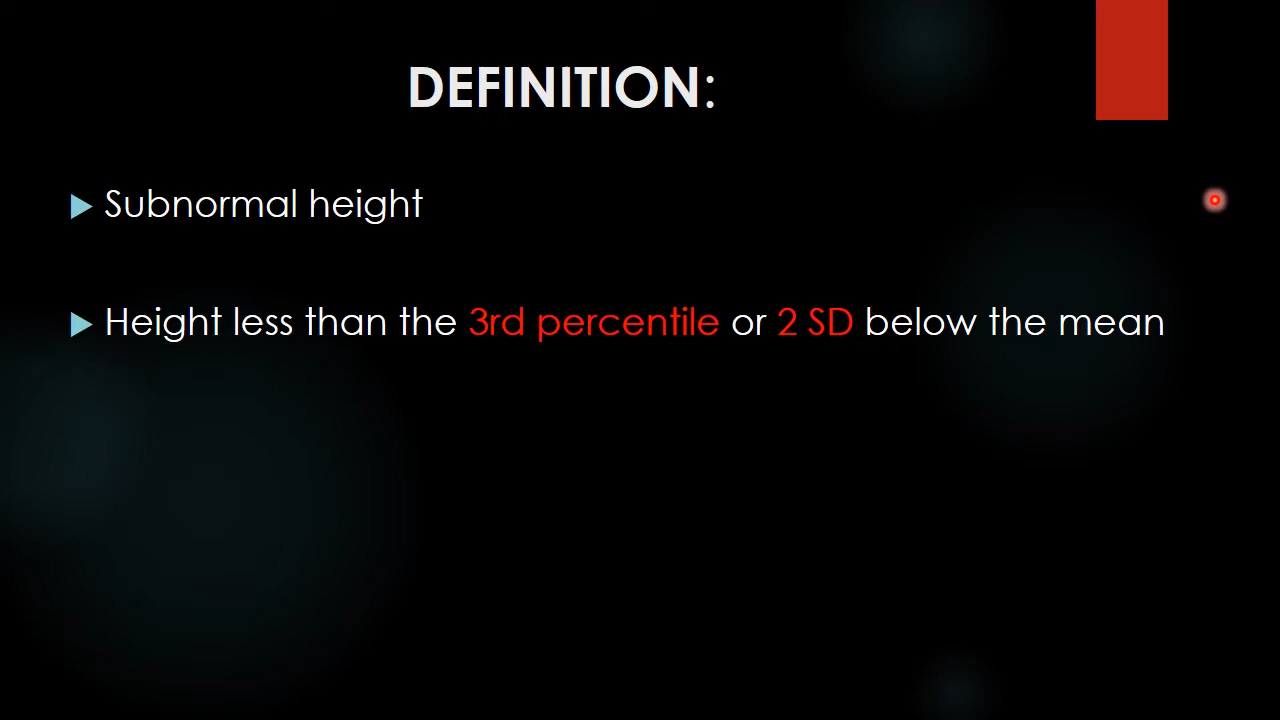 DEFINITION:
Subnormal height
Height less than the 3rd percentile or 2 SD below the mean